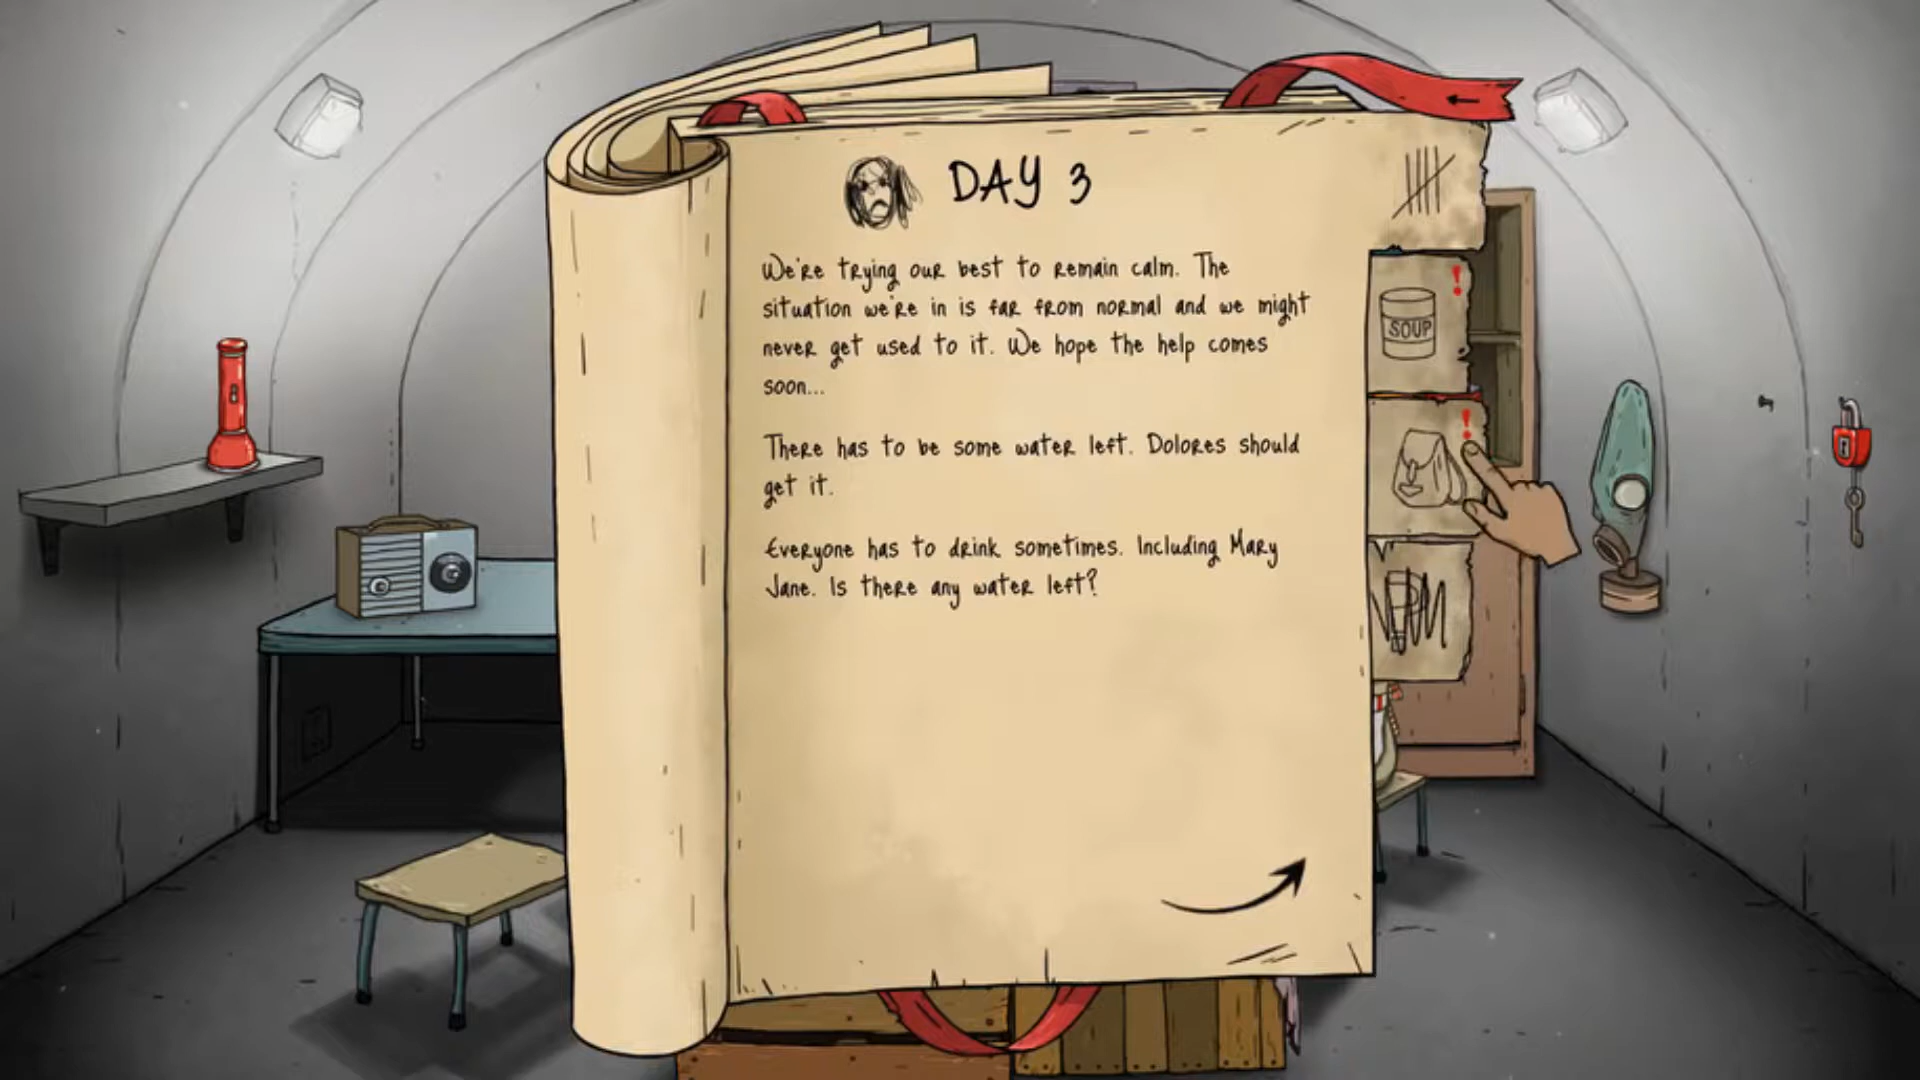 DAY 3
We're trying our best to remain calm. The
situation we're in is far from normal and we might
never get used to it. We hope the help comes
soon...
There has to be some water left. Dolores should
get it.
Everyone has to drink sometimes. Including Mary
Jane. Is there any water left?
!
SOUP
!